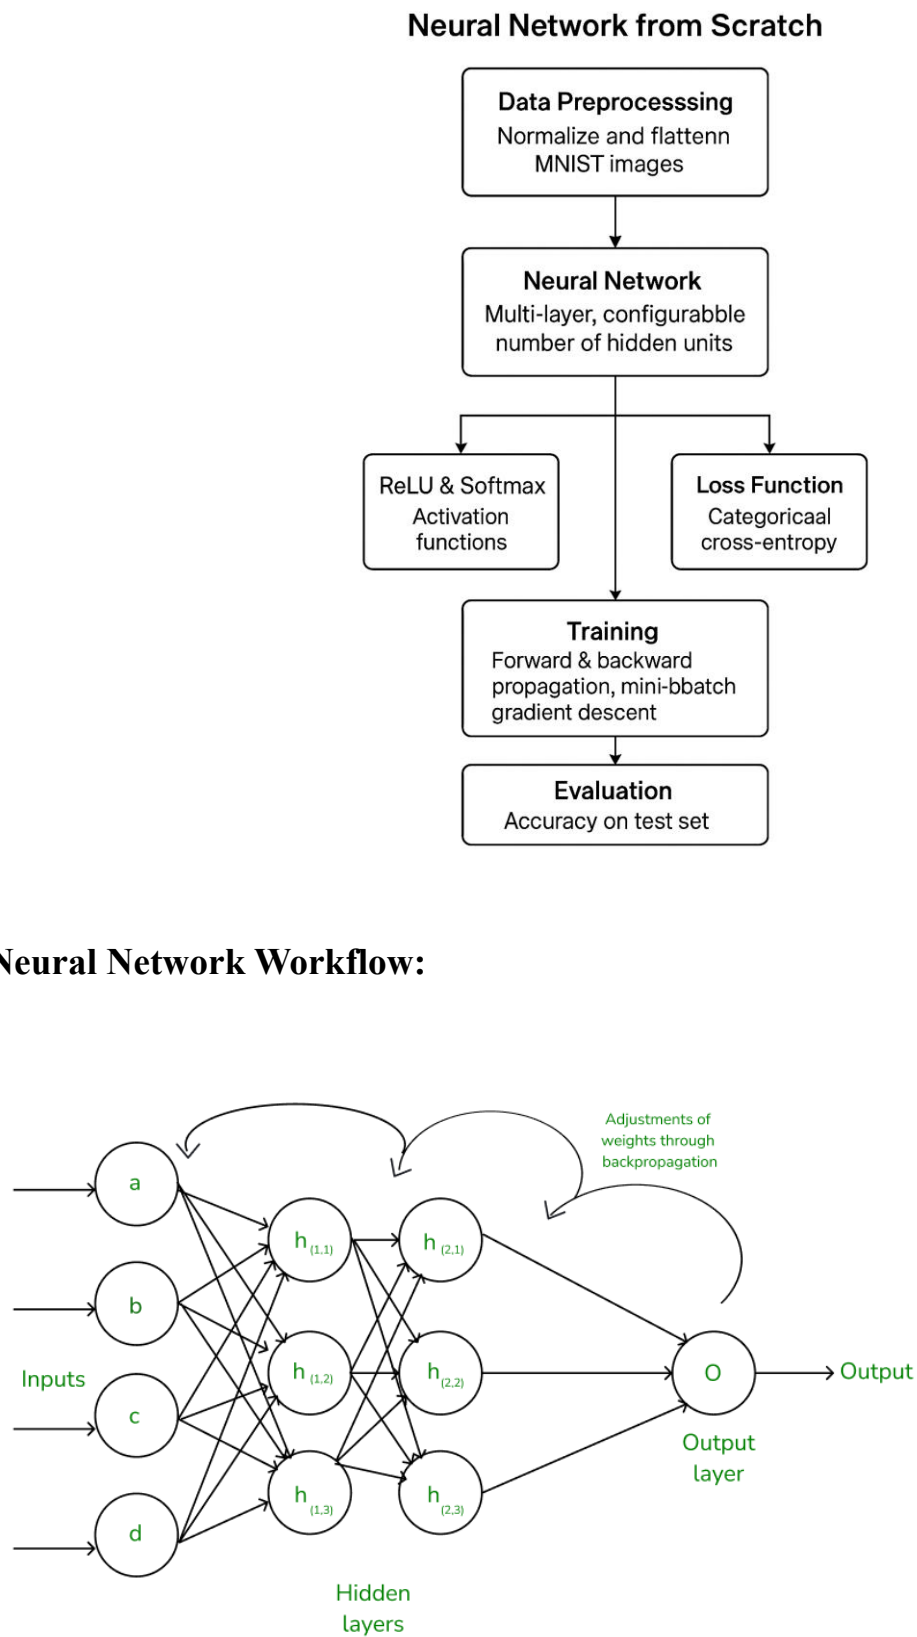 Neural Network from Scratch
Data Preprocesssing
Normalize and flattenn
MNIST images
Neural Network
Multi-layer, configurabble
number of hidden units
ReLU & Softmax
Activation
functions
Loss Function
Categoricaal
cross-entropy
Training
Forward & backward
propagation, mini-bbatch
gradient descent
Evaluation
Accuracy on test set
Neural Network Workflow:
Adjustments of
weights through
backpropagation
a
h (1,1)
h (2,1)
b
Inputs
h (1,2)
h (2,2)
O
Output
c
Output
layer
h (1,3)
h (2,3)
d
Hidden
layers